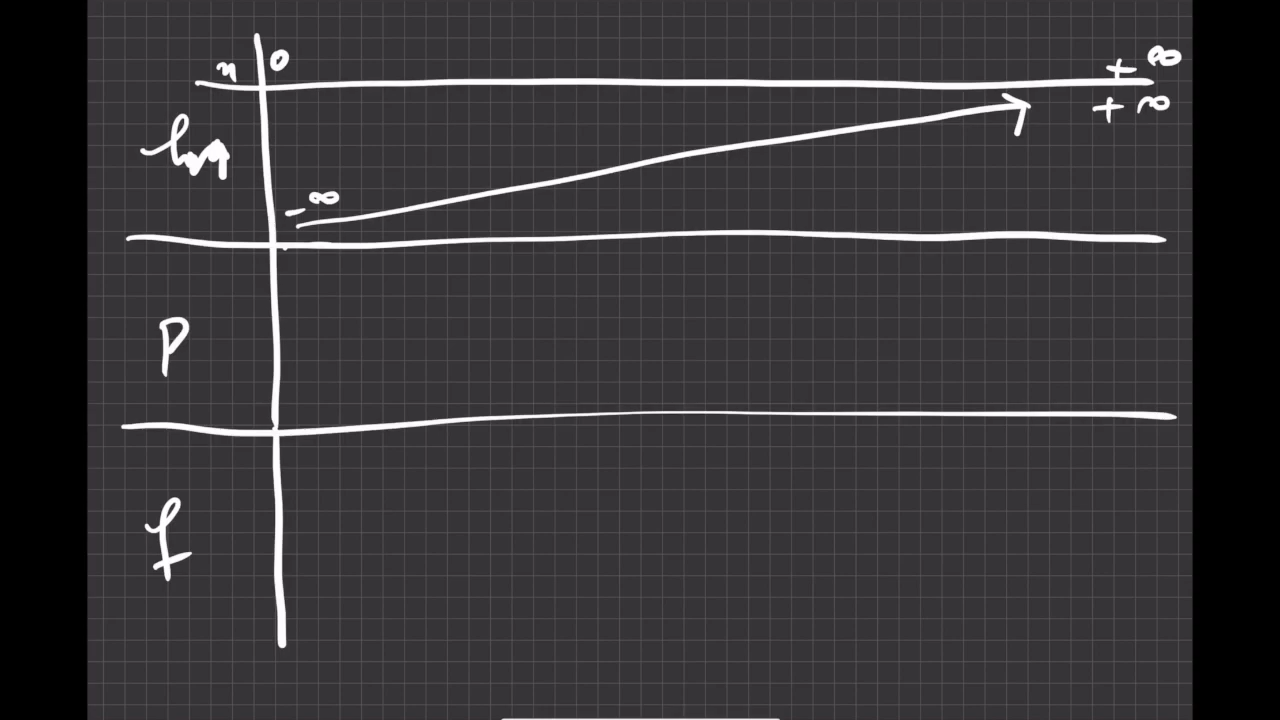 x 0 + ∞
ln x - ∞ + ∞
P
f